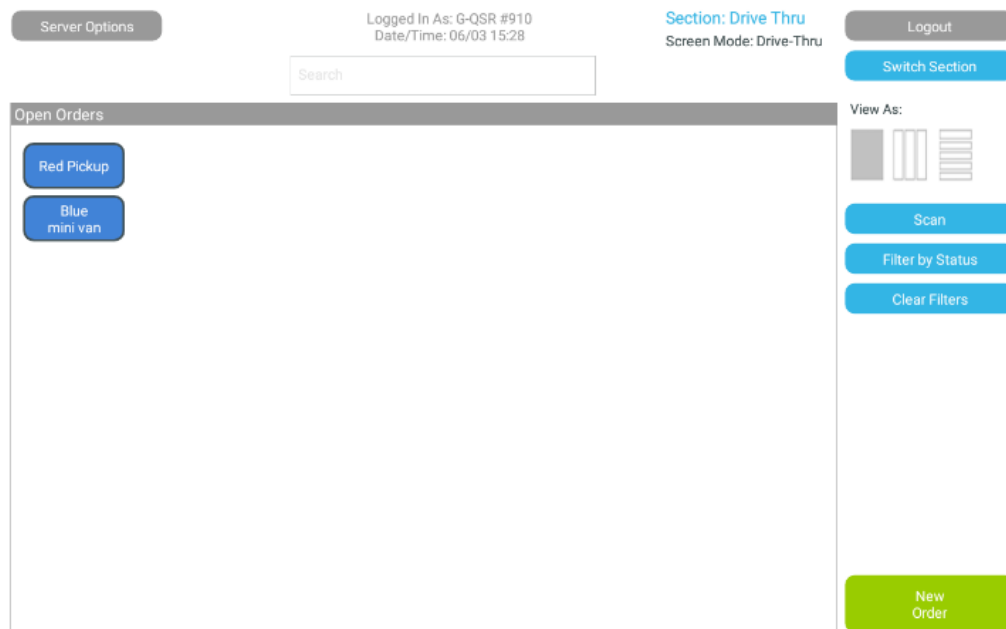 Server Options
Logged In As: G-QSR #910
Date/Time: 06/03 15:28
Section: Drive Thru
Screen Mode: Drive-Thru
Logout
Switch Section
Search
Open Orders
Red Pickup
Blue
mini van
View As:
Scan
Filter by Status
Clear Filters
New
Order